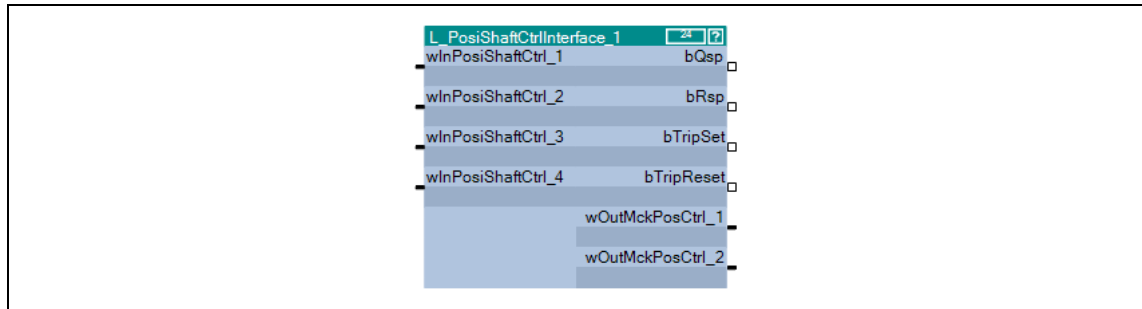 L_PosiShaftCtrlInterface_1 24 ?
wInPosiShaftCtrl_1 bQsp
wInPosiShaftCtrl_2 bRsp
wInPosiShaftCtrl_3 bTripSet
wInPosiShaftCtrl_4 bTripReset
wOutMckPosCtrl_1
wOutMckPosCtrl_2